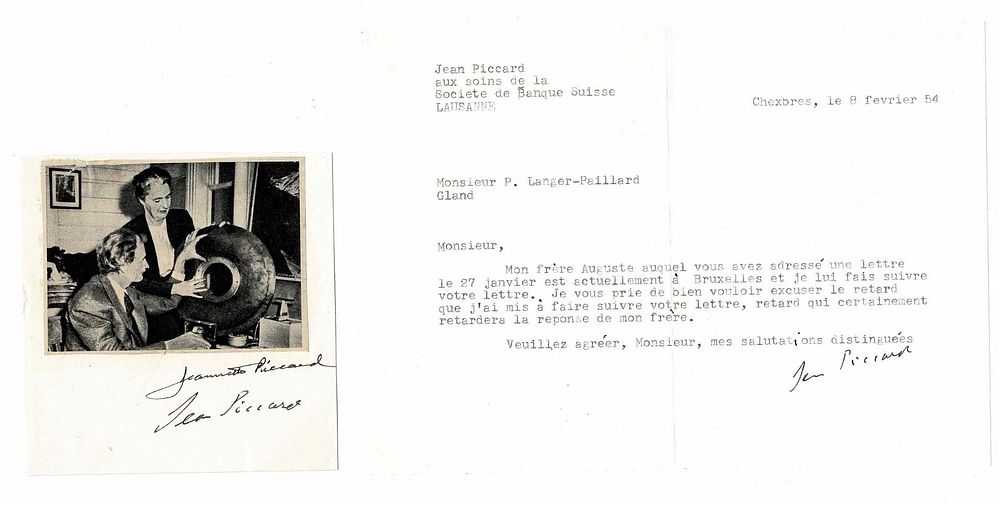 Jean Piccard
aux soins de la
Societe de Banque Suisse
LAUSANNE
Chexbres, le 8 fevrier 54
Monsieur P. Langer-Paillard
Gland
Monsieur,
Mon frère Auguste auquel vous avez adressé une lettre
le 27 janvier est actuellement à Bruxelles et je lui fais suivre
votre lettre.. Je vous prie de bien vouloir excuser le retard
que j'ai mis à faire suivre votre lettre, retard qui certainement
retardera la reponse de mon frère.
Veuillez agréer, Monsieur, mes salutations distinguées
Jean Piccard
Jeannette Piccard
Jean Piccard